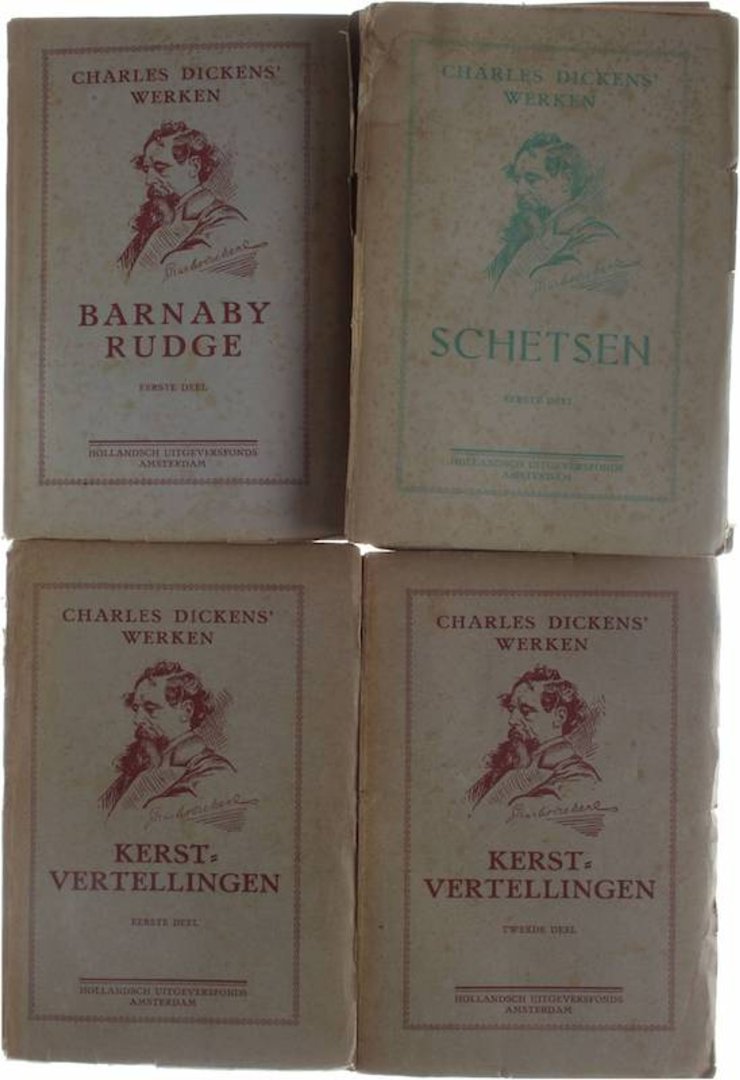 CHARLES DICKENS'
WERKEN
BARNABY
RUDGE
EERSTE DEEL
HOLLANDSCH UITGEVERSFONDS
AMSTERDAM
CHARLES DICKENS'
WERKEN
SCHETSEN
EERSTE DEEL
HOLLANDSCH UITGEVERSFONDS
AMSTERDAM
CHARLES DICKENS'
WERKEN
KERST=
VERTELLINGEN
EERSTE DEEL
HOLLANDSCH UITGEVERSFONDS
AMSTERDAM
CHARLES DICKENS'
WERKEN
KERST=
VERTELLINGEN
TWEEDE DEEL
HOLLANDSCH UITGEVERSFONDS
AMSTERDAM